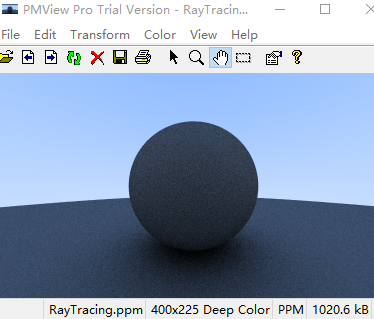 PMView Pro Trial Version - RayTracin...
File Edit Transform Color View Help
RayTracing.ppm 400x225 Deep Color PPM 1020.6 kB